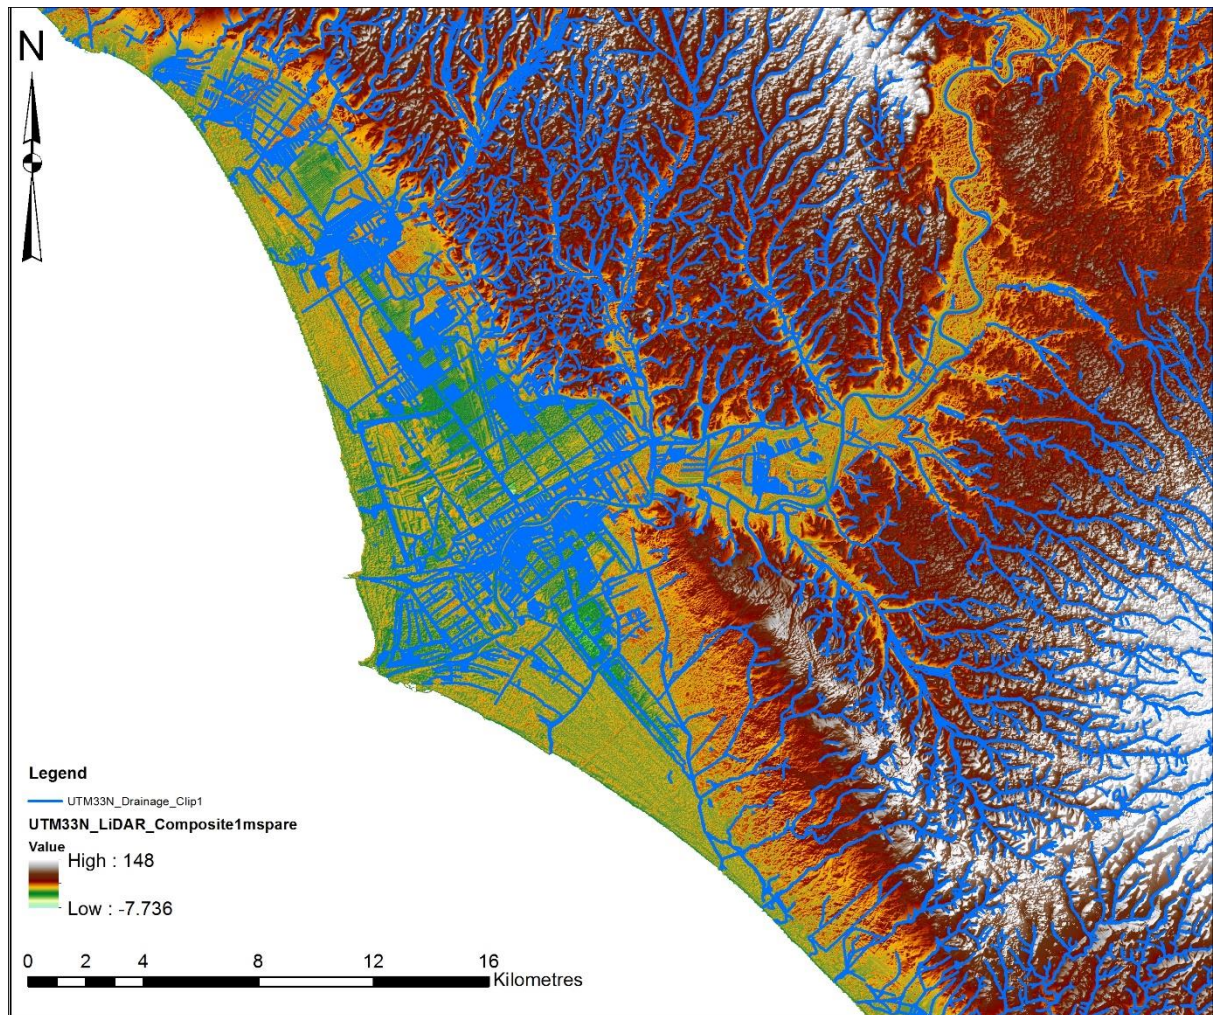 N
Legend
UTM33N_Drainage_Clip1
UTM33N_LiDAR_Composite1mspare
Value
High : 148
Low : -7.736
0 2 4 8 12 16
Kilometres